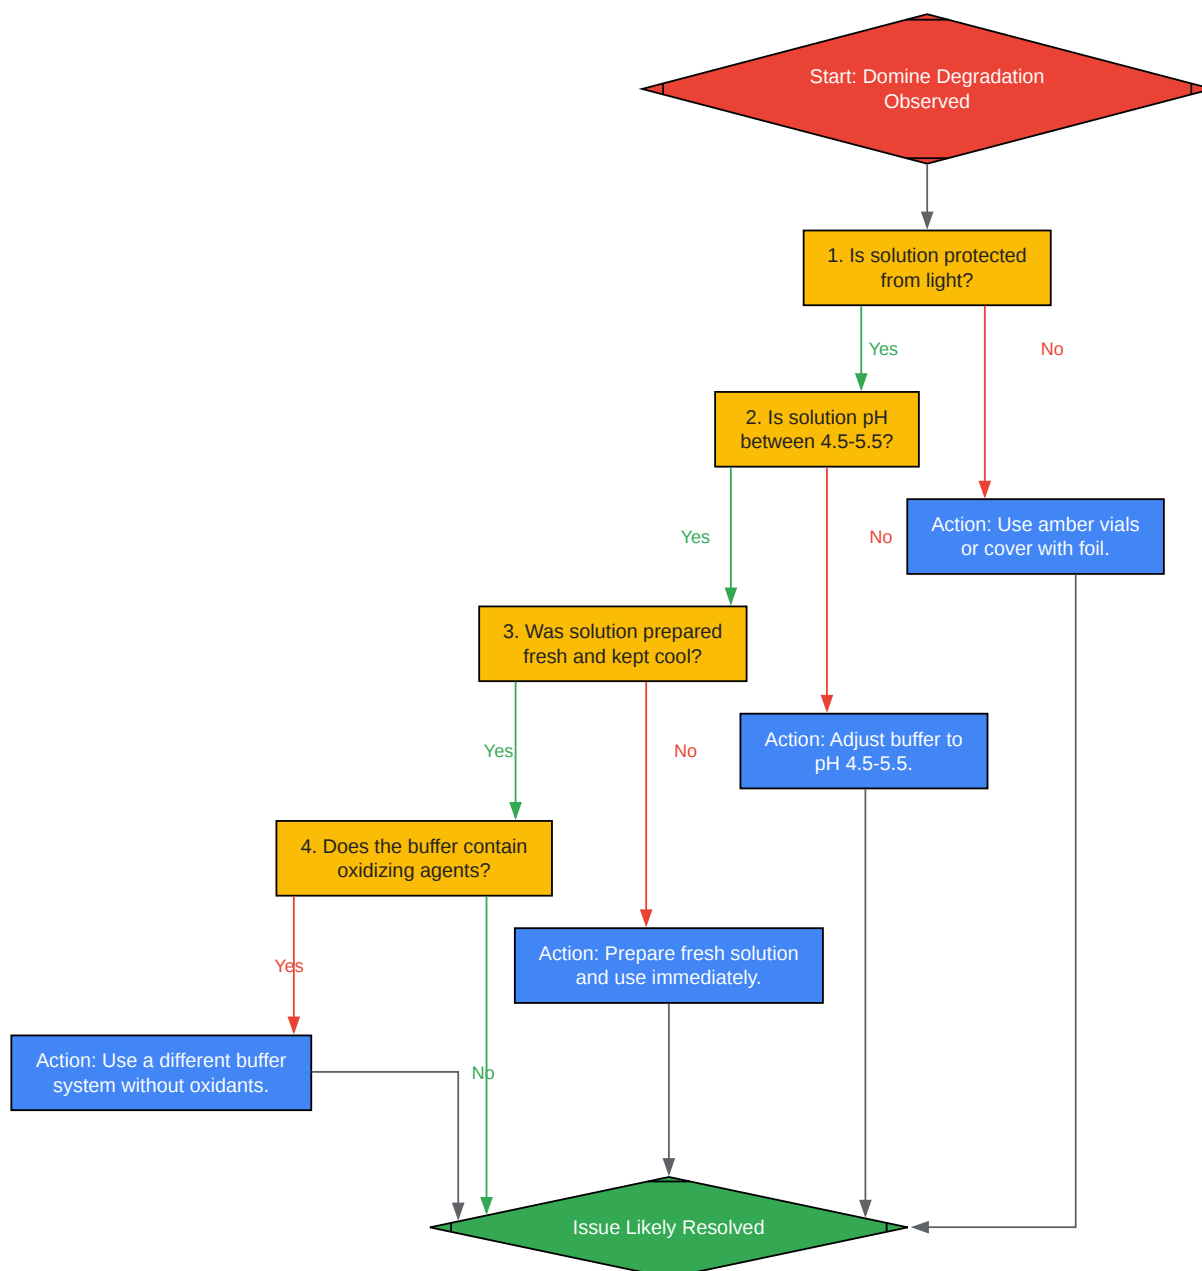 Start: Domine Degradation
Observed
1. Is solution protected
from light?
Yes
No
2. Is solution pH
between 4.5-5.5?
Action: Use amber vials
or cover with foil.
Yes
No
3. Was solution prepared
fresh and kept cool?
Action: Adjust buffer to
pH 4.5-5.5.
Yes
No
4. Does the buffer contain
oxidizing agents?
Action: Prepare fresh solution
and use immediately.
Yes
No
Action: Use a different buffer
system without oxidants.
Issue Likely Resolved